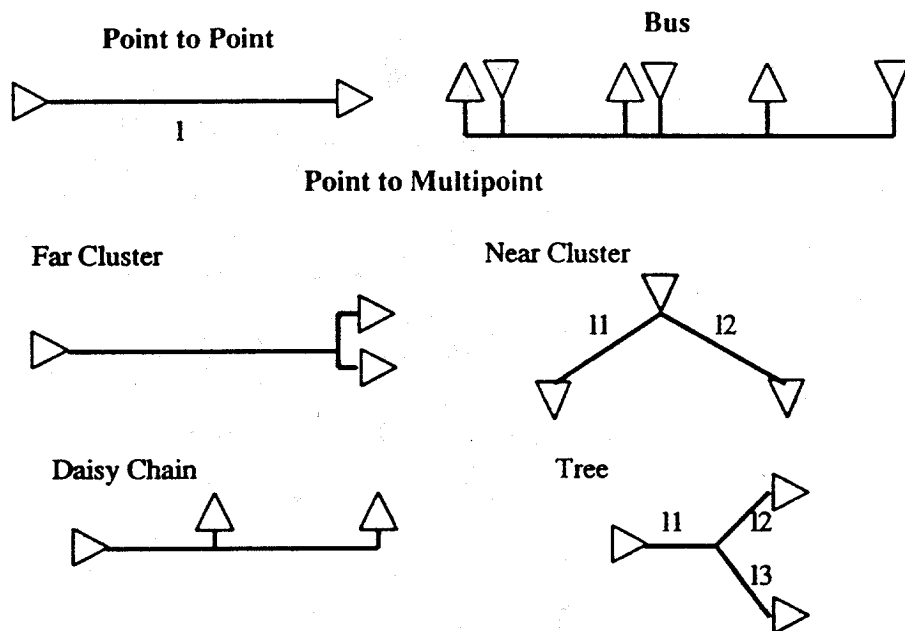 Point to Point
Bus
l
Point to Multipoint
Far Cluster
Near Cluster
l1
l2
Daisy Chain
Tree
l1
l2
l3